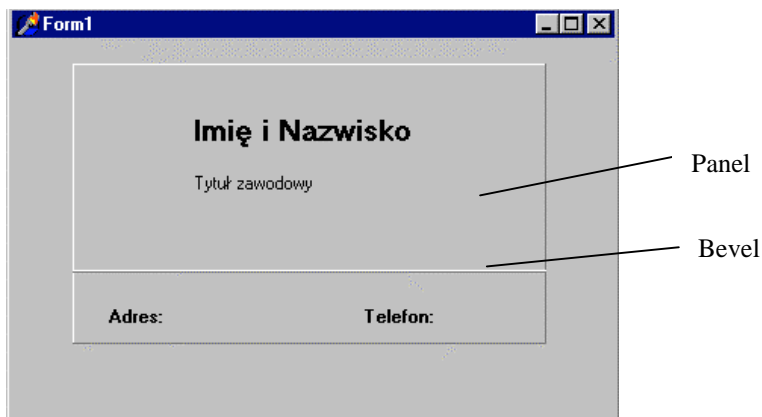 Form1
Imię i Nazwisko
Tytuł zawodowy
Panel
Bevel
Adres: Telefon: